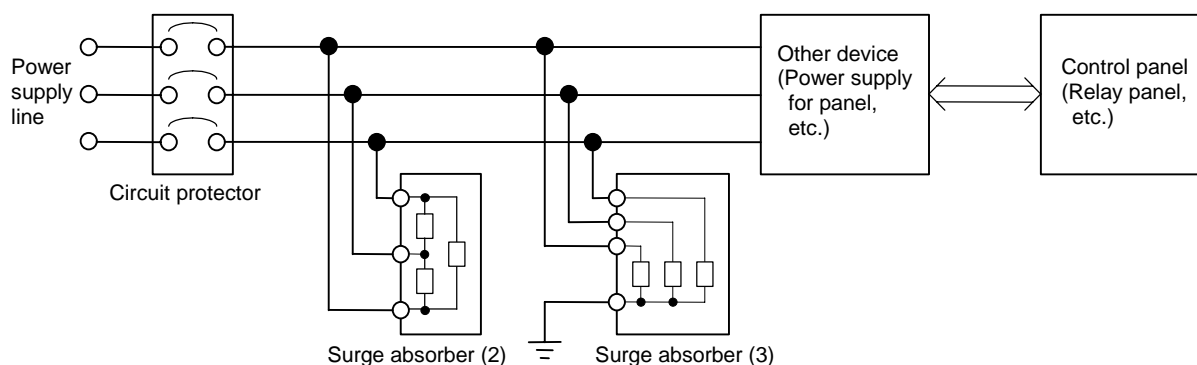 Power
supply
line
Circuit protector
Surge absorber (2)
Surge absorber (3)
Other device
(Power supply
for panel,
etc.)
Control panel
(Relay panel,
etc.)